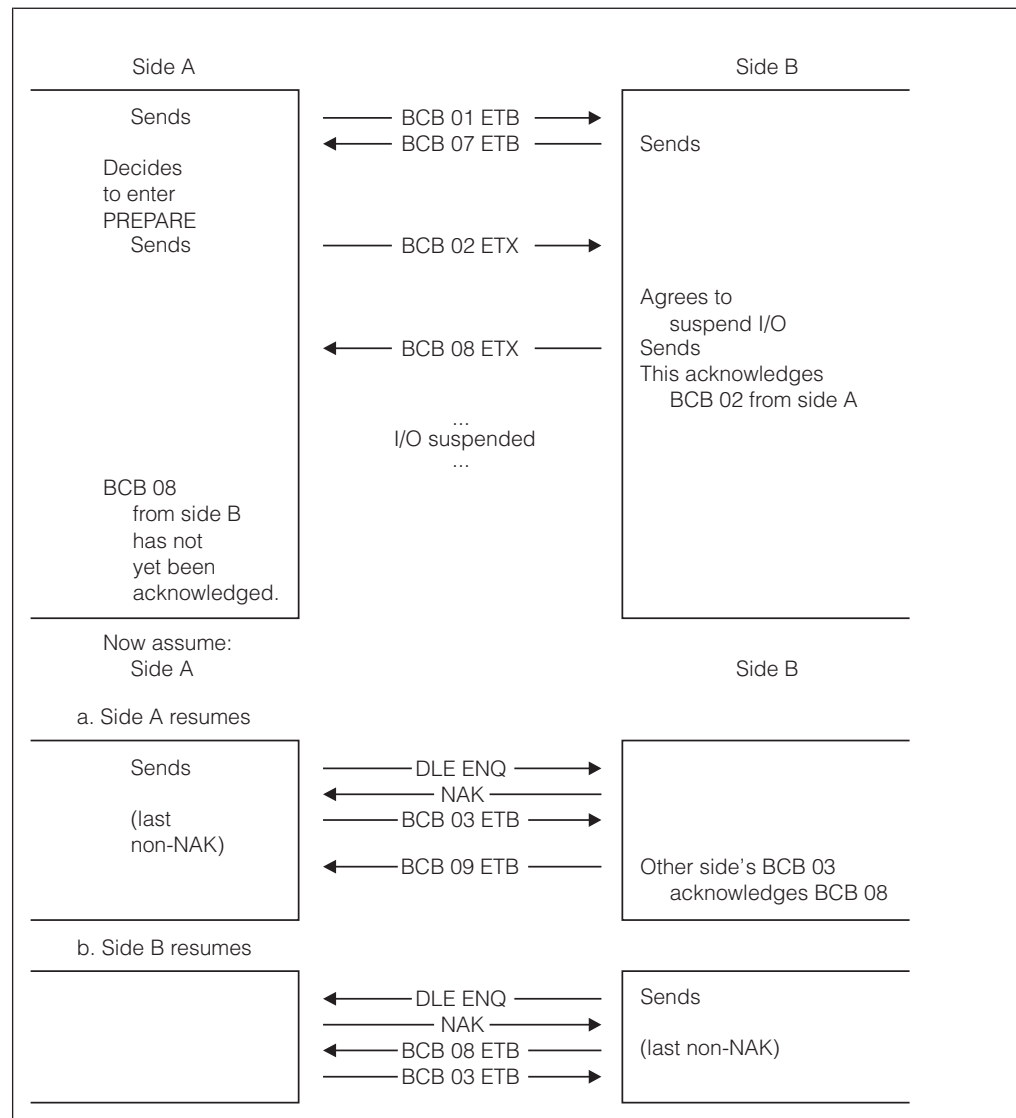 Side A
Side B
Sends
BCB 01 ETB
BCB 07 ETB
Sends
Decides
to enter
PREPARE
Sends
BCB 02 ETX
Agrees to
suspend I/O
BCB 08 ETX
Sends
This acknowledges
BCB 02 from side A
...
I/O suspended
...
BCB 08
from side B
has not
yet been
acknowledged.
Now assume:
Side A
Side B
a. Side A resumes
Sends
DLE ENQ
NAK
(last
non-NAK)
BCB 03 ETB
BCB 09 ETB
Other side's BCB 03
acknowledges BCB 08
b. Side B resumes
DLE ENQ
Sends
NAK
BCB 08 ETB
(last non-NAK)
BCB 03 ETB